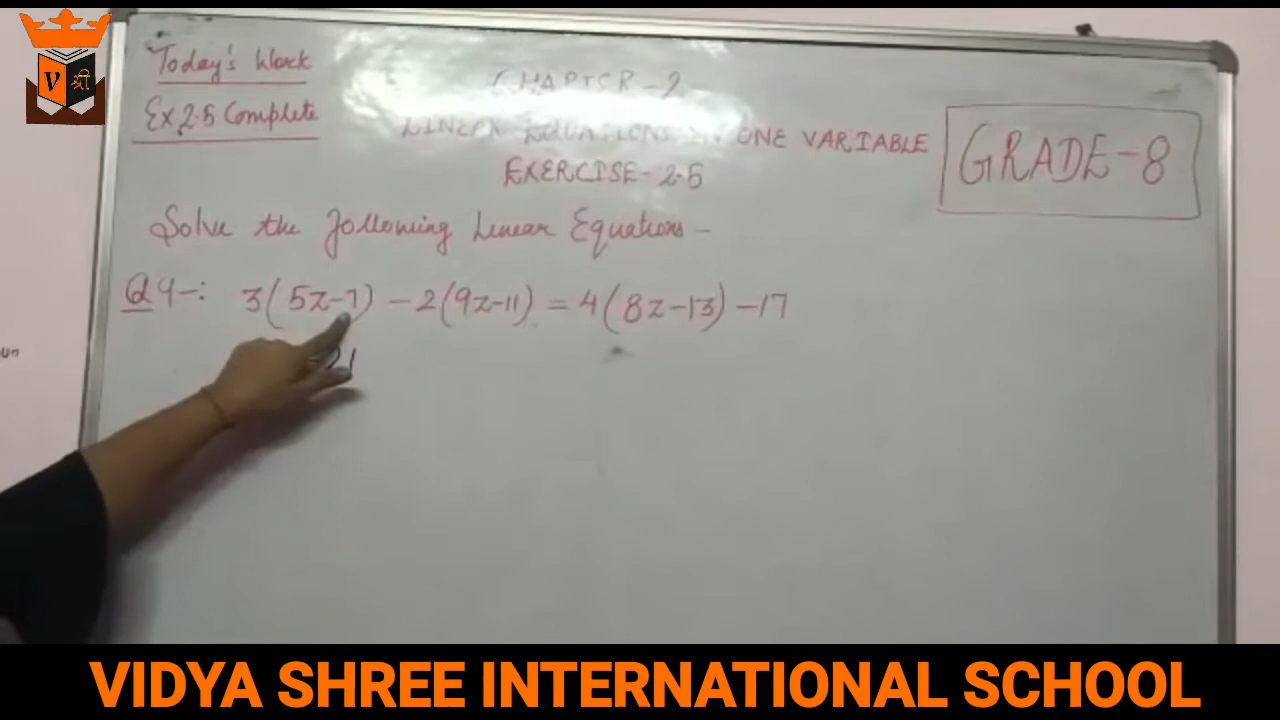 V श्री
Today's Work
Ex 2.5 Complete
CHAPTER-2
LINEAR EQUATIONS IN ONE VARIABLE
EXERCISE-2.5
GRADE-8
Solve the following Linear Equations -
Q4-: 3(5z-7) -2(9z-11) = 4(8z-13) -17
21
VIDYA SHREE INTERNATIONAL SCHOOL